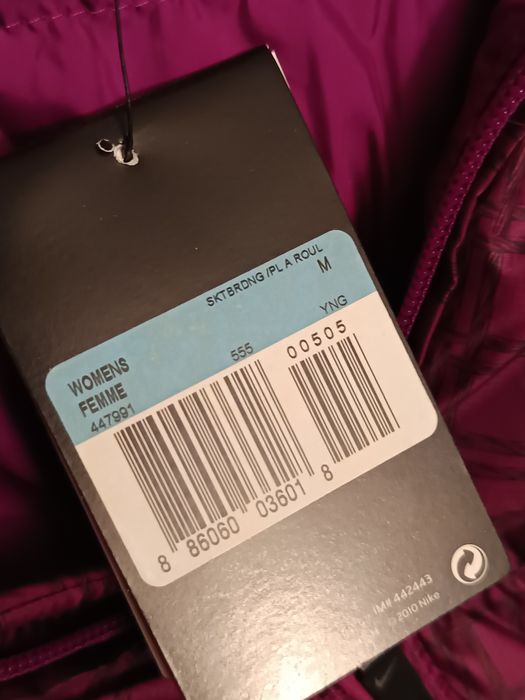 SKTBRDNG /PL A ROUL
M
WOMENS
FEMME
447991
555
YNG
00505
8 86060 03601 8
IM# 442443
© 2010 Nike